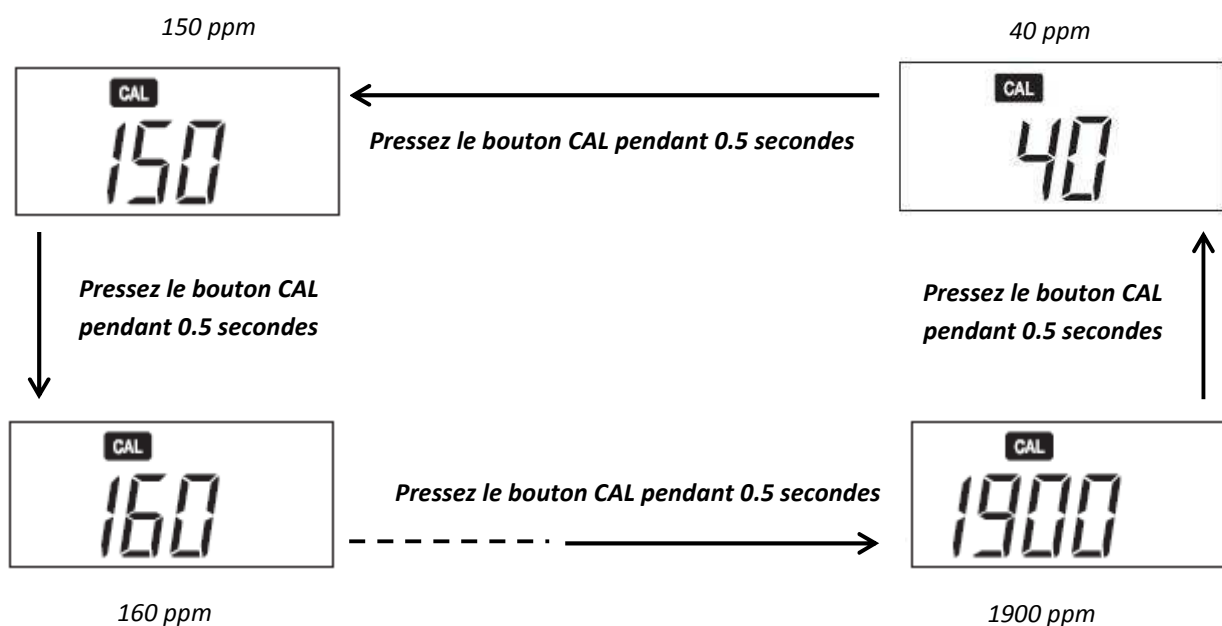 150 ppm
40 ppm
CAL
150
CAL
40
Pressez le bouton CAL pendant 0.5 secondes
Pressez le bouton CAL
pendant 0.5 secondes
Pressez le bouton CAL
pendant 0.5 secondes
CAL
160
Pressez le bouton CAL pendant 0.5 secondes
CAL
1900
160 ppm
1900 ppm